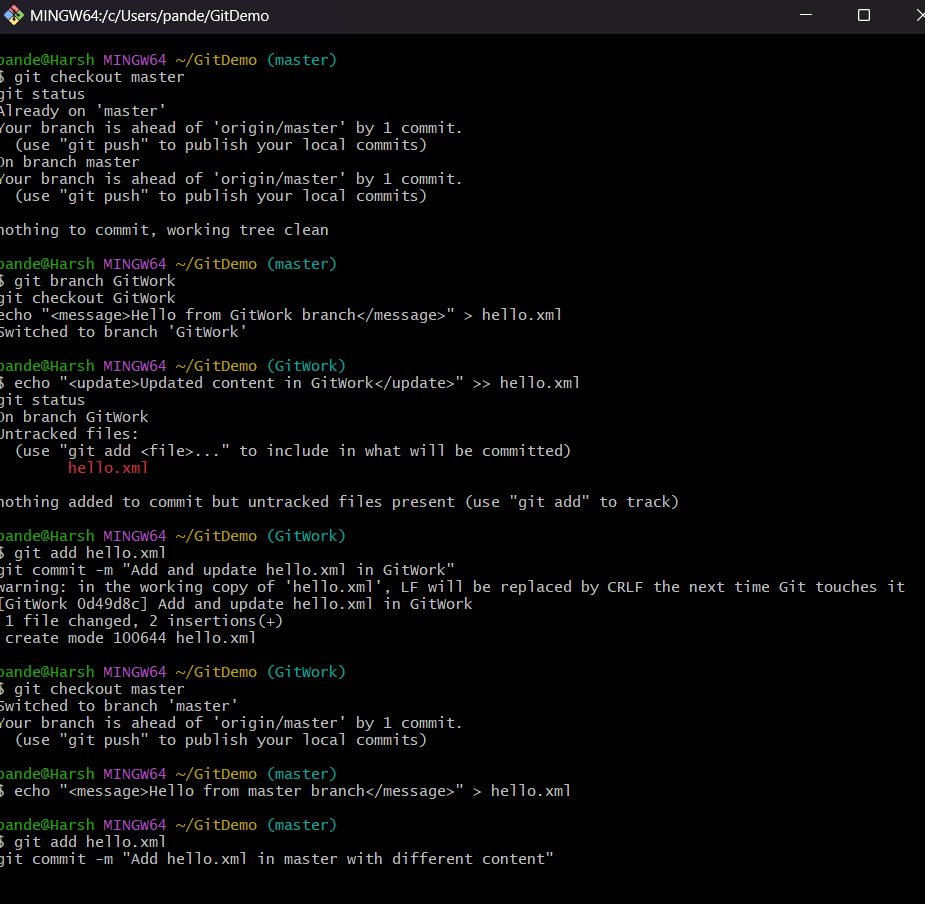 MINGW64:/c/Users/pande/GitDemo
pande@Harsh MINGW64 ~/GitDemo (master)
$ git checkout master
git status
Already on 'master'
Your branch is ahead of 'origin/master' by 1 commit.
  (use "git push" to publish your local commits)
On branch master
Your branch is ahead of 'origin/master' by 1 commit.
  (use "git push" to publish your local commits)
nothing to commit, working tree clean
pande@Harsh MINGW64 ~/GitDemo (master)
$ git branch GitWork
git checkout GitWork
echo "<message>Hello from GitWork branch</message>" > hello.xml
Switched to branch 'GitWork'
pande@Harsh MINGW64 ~/GitDemo (GitWork)
$ echo "<update>Updated content in GitWork</update>" >> hello.xml
git status
On branch GitWork
Untracked files:
  (use "git add <file>..." to include in what will be committed)
        hello.xml
nothing added to commit but untracked files present (use "git add" to track)
pande@Harsh MINGW64 ~/GitDemo (GitWork)
$ git add hello.xml
git commit -m "Add and update hello.xml in GitWork"
warning: in the working copy of 'hello.xml', LF will be replaced by CRLF the next time Git touches it
[GitWork 0d49d8c] Add and update hello.xml in GitWork
 1 file changed, 2 insertions(+)
 create mode 100644 hello.xml
pande@Harsh MINGW64 ~/GitDemo (GitWork)
$ git checkout master
Switched to branch 'master'
Your branch is ahead of 'origin/master' by 1 commit.
  (use "git push" to publish your local commits)
pande@Harsh MINGW64 ~/GitDemo (master)
$ echo "<message>Hello from master branch</message>" > hello.xml
pande@Harsh MINGW64 ~/GitDemo (master)
$ git add hello.xml
git commit -m "Add hello.xml in master with different content"